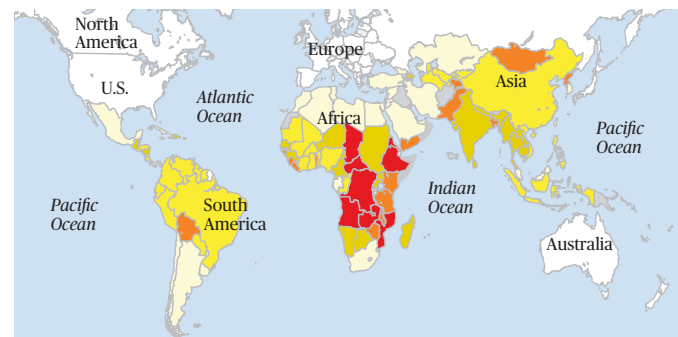 North
America
Europe
U.S.
Asia
Atlantic
Ocean
Africa
Pacific
Ocean
Indian
Ocean
Pacific
Ocean
South
America
Australia